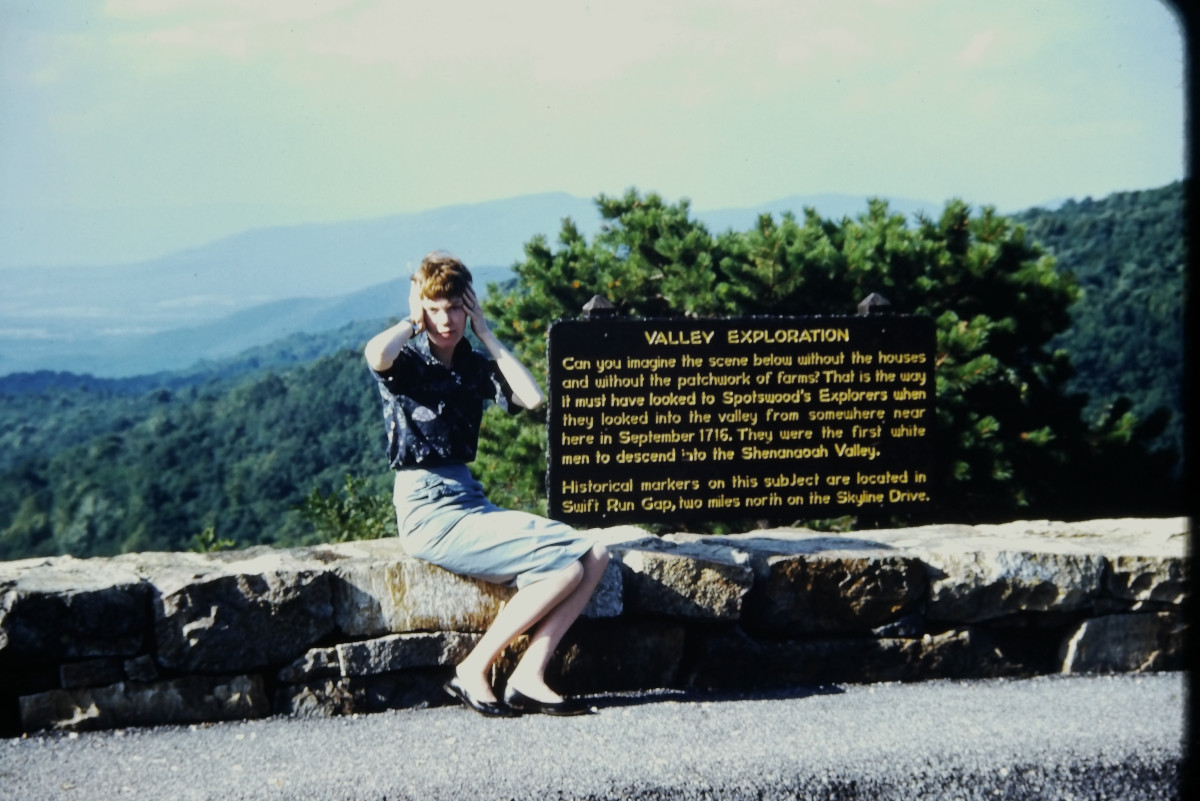 VALLEY EXPLORATION
Can you imagine the scene below without the houses
and without the patchwork of farms? That is the way
it must have looked to Spotswood's Explorers when
they looked into the valley from somewhere near
here in September 1716. They were the first white
men to descend into the Shenanaoah Valley.
Historical markers on this subject are located in
Swift Run Gap, two miles north on the Skyline Drive.